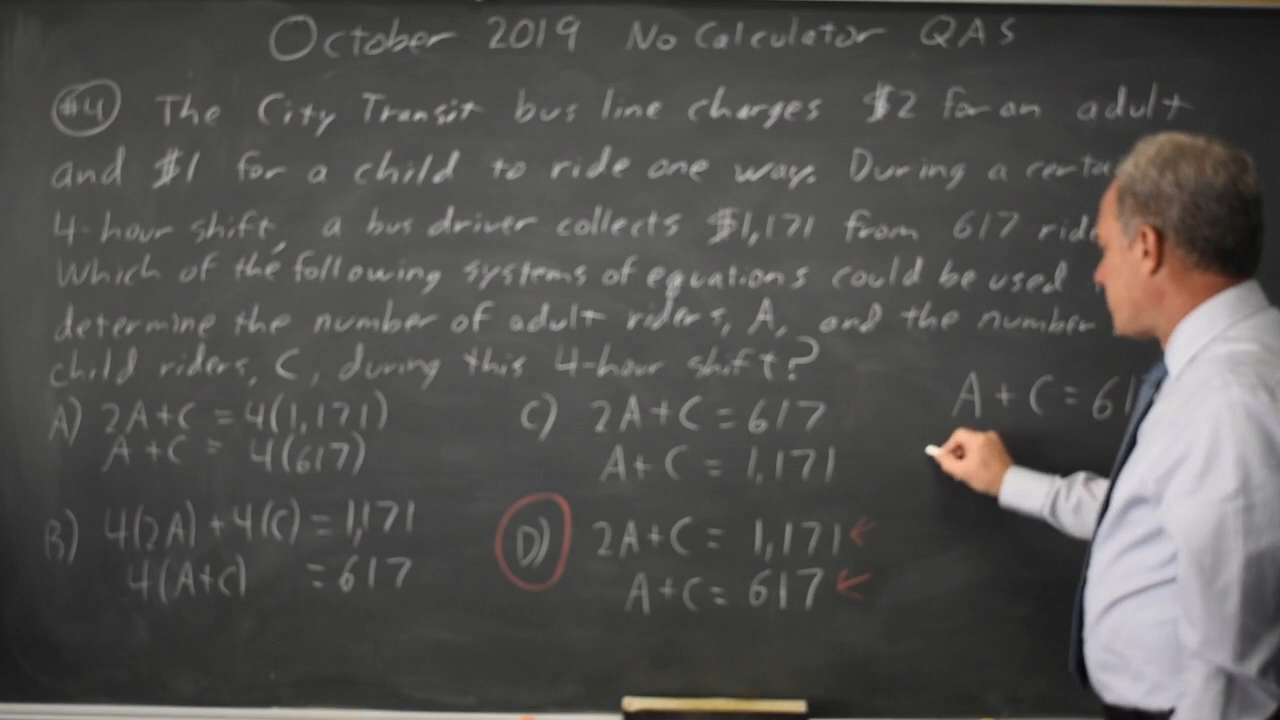 October 2019 No Calculator QAS
#4 The City Transit bus line charges $2 for an adult
and $1 for a child to ride one way. During a
4-hour shift, a bus driver collects $1,171 from 617
Which of the following systems of equations could be used
determine the number of adult riders, A, and the number
child riders, C, during this 4-hour shift?
A) 2A+C = 4(1,171)
A+C = 4(617)
B) 4(2A)+4(C)=1,171
4(A+C) =617
C) 2A+C=617
A+C = 1,171
D) 2A+C= 1,171
A+C= 617
A+C=61